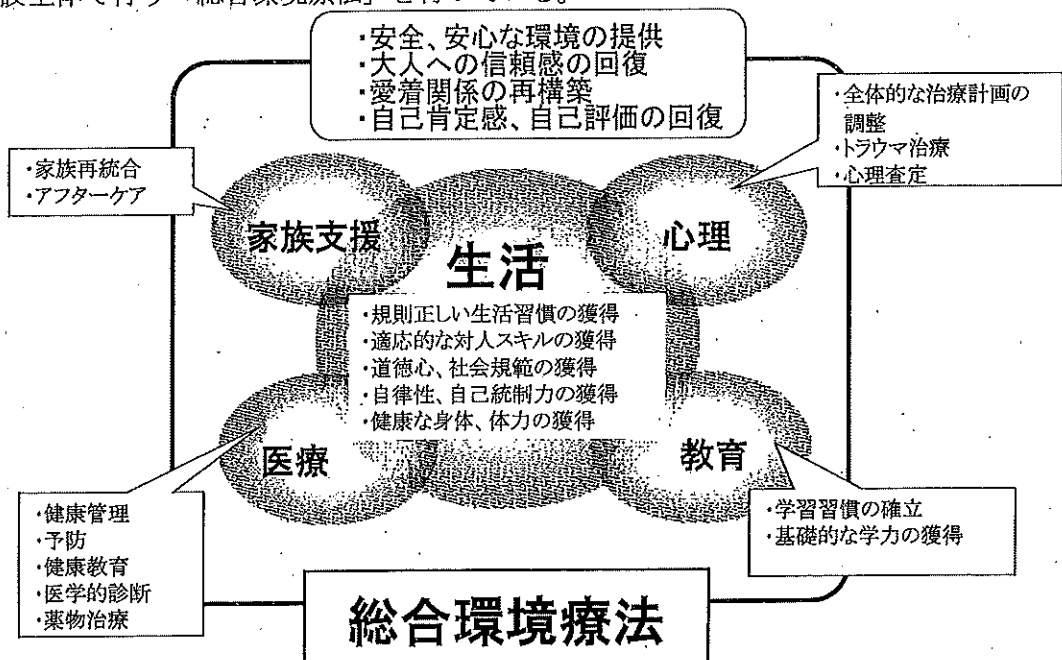 ・安全、安心な環境の提供
・大人への信頼感の回復
・愛着関係の再構築
・自己肯定感、自己評価の回復
・全体的な治療計画の
調整
・トラウマ治療
・心理査定
・家族再統合
・アフターケア
家族支援
心理
生活
・規則正しい生活習慣の獲得
・適応的な対人スキルの獲得
・道徳心、社会規範の獲得
・自律性、自己統制力の獲得
・健康な身体、体力の獲得
医療
教育
・健康管理
・予防
・健康教育
・医学的診断
・薬物治療
・学習習慣の確立
・基礎的な学力の獲得
総合環境療法